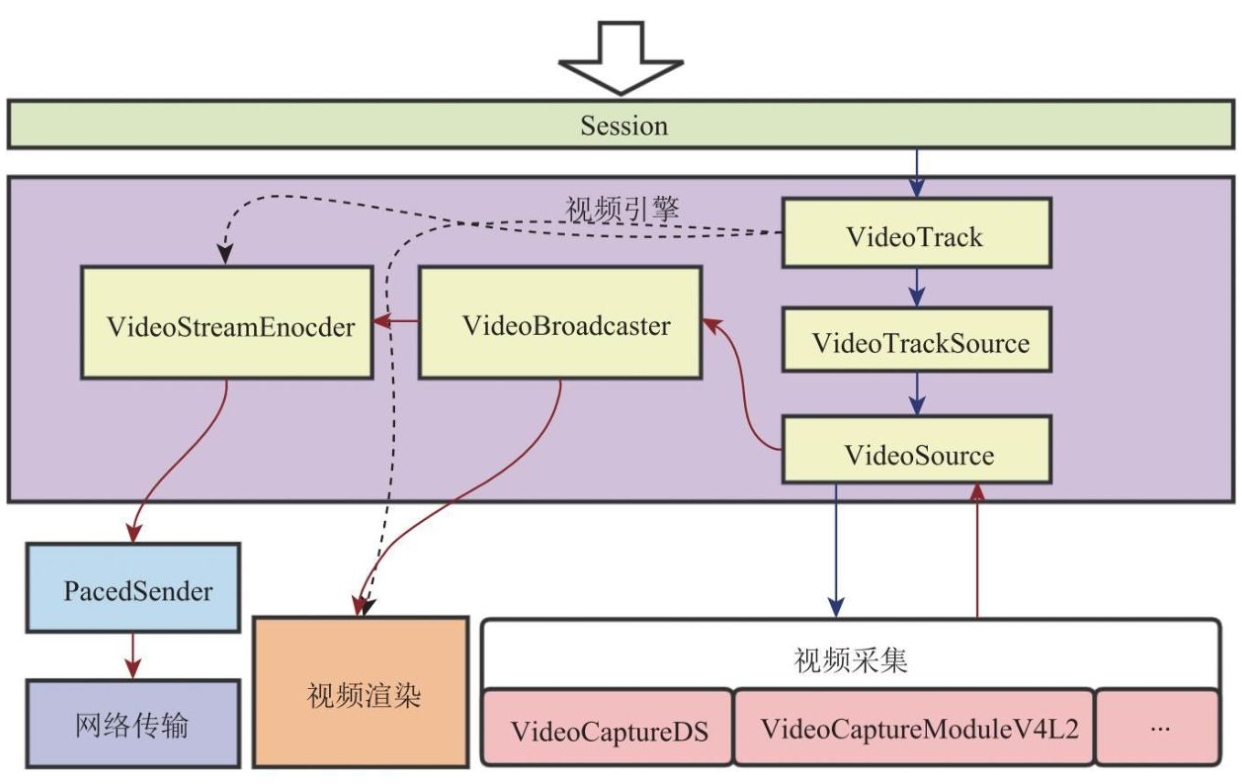 Session
视频引擎
VideoTrack
VideoStreamEnocder
VideoBroadcaster
VideoTrackSource
VideoSource
PacedSender
视频采集
视频渲染
网络传输
VideoCaptureDS
VideoCaptureModuleV4L2
...